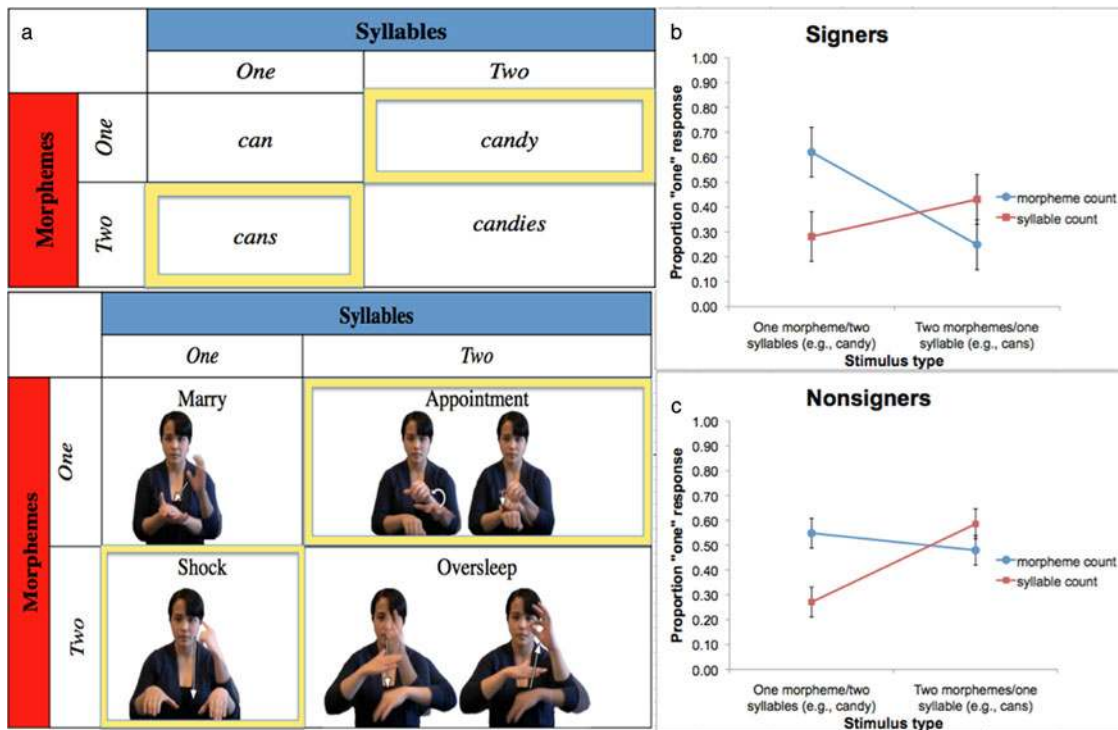 a
Syllables
One Two
Morphemes
One
can candy
Two
cans candies
Syllables
One Two
Morphemes
One
Marry Appointment
Two
Shock Oversleep
b
Signers
Proportion "one" response
1.00
0.90
0.80
0.70
0.60
0.50
0.40
0.30
0.20
0.10
0.00
morpheme count
syllable count
One morpheme/two Two morphemes/one
syllables (e.g., candy) syllable (e.g., cans)
Stimulus type
c
Nonsigners
Proportion "one" response
1.00
0.90
0.80
0.70
0.60
0.50
0.40
0.30
0.20
0.10
0.00
morpheme count
syllable count
One morpheme/two Two morphemes/one
syllables (e.g., candy) syllable (e.g., cans)
Stimulus type